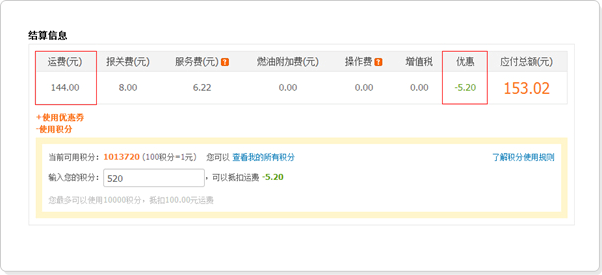 结算信息
运费(元) 报关费(元) 服务费(元) ? 燃油附加费(元) 操作费 ? 增值税 优惠 应付总额(元)
144.00 8.00 6.22 0.00 0.00 0.00 -5.20 153.02
+使用优惠券
-使用积分
当前可用积分：1013720 (100积分=1元) 您可以 查看我的所有积分 了解积分使用规则
输入您的积分： 520 ，可以抵扣运费 -5.20
您最多可以使用10000积分，抵扣100.00元运费